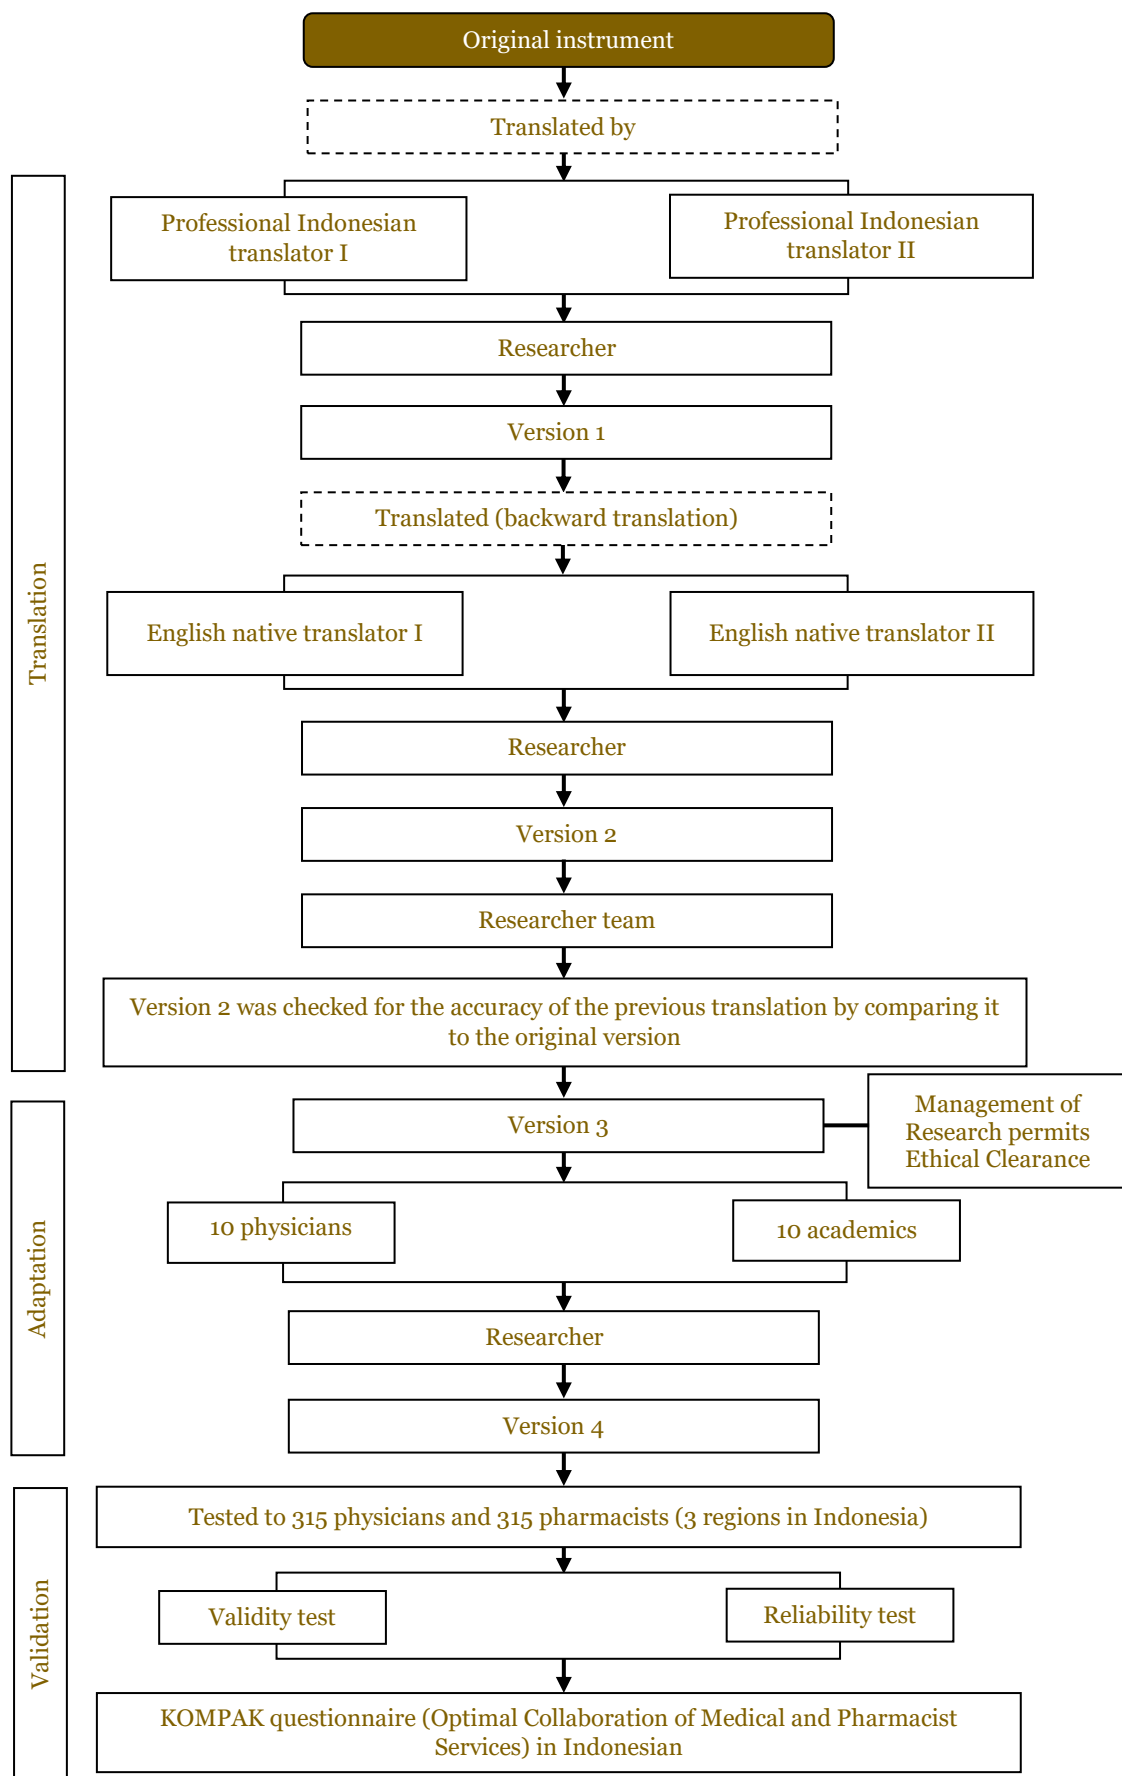 Original instrument
Translated by
Translation
Professional Indonesian
translator I
Professional Indonesian
translator II
Researcher
Version 1
Translated (backward translation)
English native translator I
English native translator II
Researcher
Version 2
Researcher team
Version 2 was checked for the accuracy of the previous translation by comparing it
to the original version
Adaptation
Version 3
Management of
Research permits
Ethical Clearance
10 physicians
10 academics
Researcher
Version 4
Validation
Tested to 315 physicians and 315 pharmacists (3 regions in Indonesia)
Validity test
Reliability test
KOMPAK questionnaire (Optimal Collaboration of Medical and Pharmacist
Services) in Indonesian